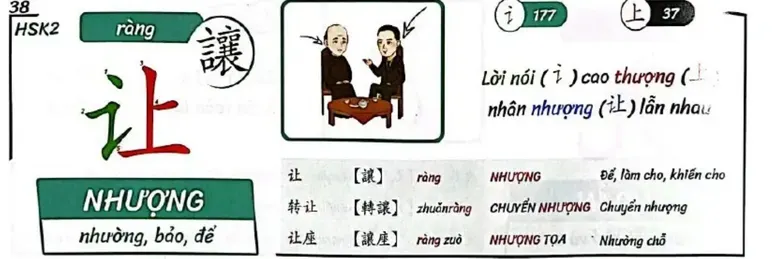 38
HSK2
ràng
讓
让
NHƯỢNG
nhường, bảo, để
讠 177
上 37
Lời nói (讠) cao thượng (上)
nhân nhượng (让) lẫn nhau
让 【讓】 ràng NHƯỢNG Để, làm cho, khiến cho
转让 【轉讓】 zhuǎnràng CHUYỂN NHƯỢNG Chuyển nhượng
让座 【讓座】 ràng zuò NHƯỢNG TỌA Nhường chỗ